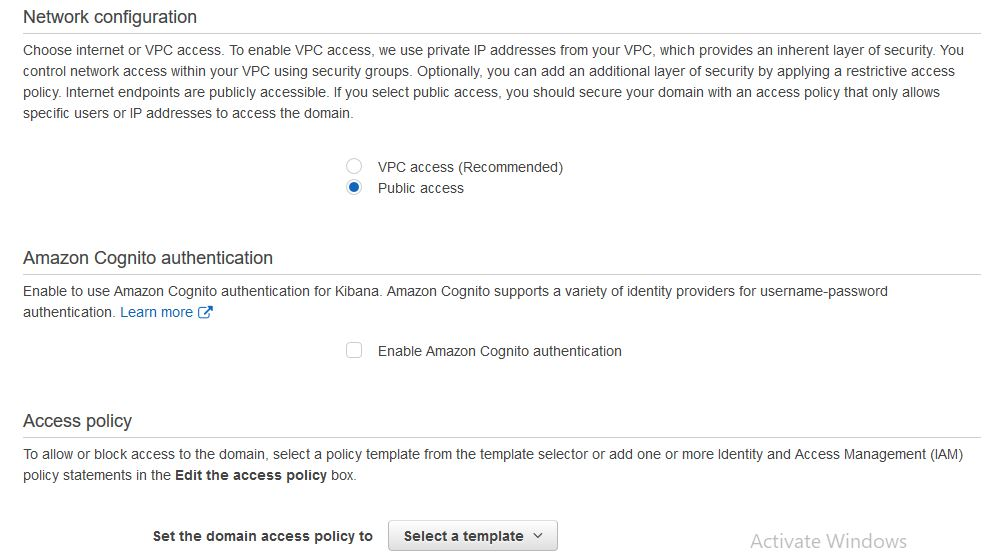 Network configuration
Choose internet or VPC access. To enable VPC access, we use private IP addresses from your VPC, which provides an inherent layer of security. You
control network access within your VPC using security groups. Optionally, you can add an additional layer of security by applying a restrictive access
policy. Internet endpoints are publicly accessible. If you select public access, you should secure your domain with an access policy that only allows
specific users or IP addresses to access the domain.
VPC access (Recommended)
Public access
Amazon Cognito authentication
Enable to use Amazon Cognito authentication for Kibana. Amazon Cognito supports a variety of identity providers for username-password
authentication. Learn more
Enable Amazon Cognito authentication
Access policy
To allow or block access to the domain, select a policy template from the template selector or add one or more Identity and Access Management (IAM)
policy statements in the Edit the access policy box.
Set the domain access policy to Select a template
Activate Windows